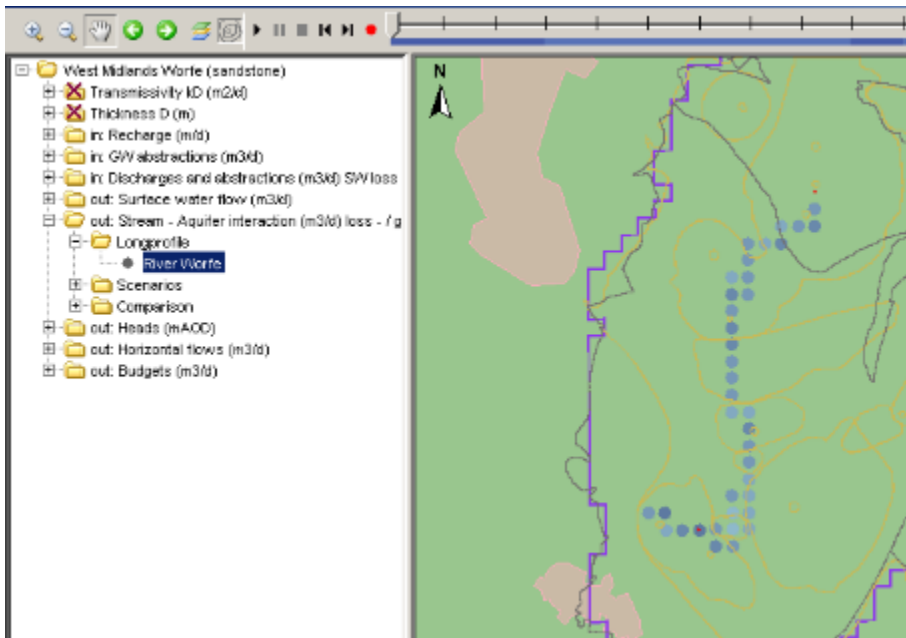 West Midlands Worfe (sandstone)
Transmissivity kD (m2/d)
Thickness D (m)
in: Recharge (m/d)
in: GW abstractions (m3/d)
in: Discharges and abstractions (m3/d) SW loss
out: Surface water flow (m3/d)
out: Stream - Aquifer interaction (m3/d) loss - / g
Longprofile
River Worfe
Scenarios
Comparison
out: Heads (mAOD)
out: Horizontal flows (m3/d)
out: Budgets (m3/d)
N